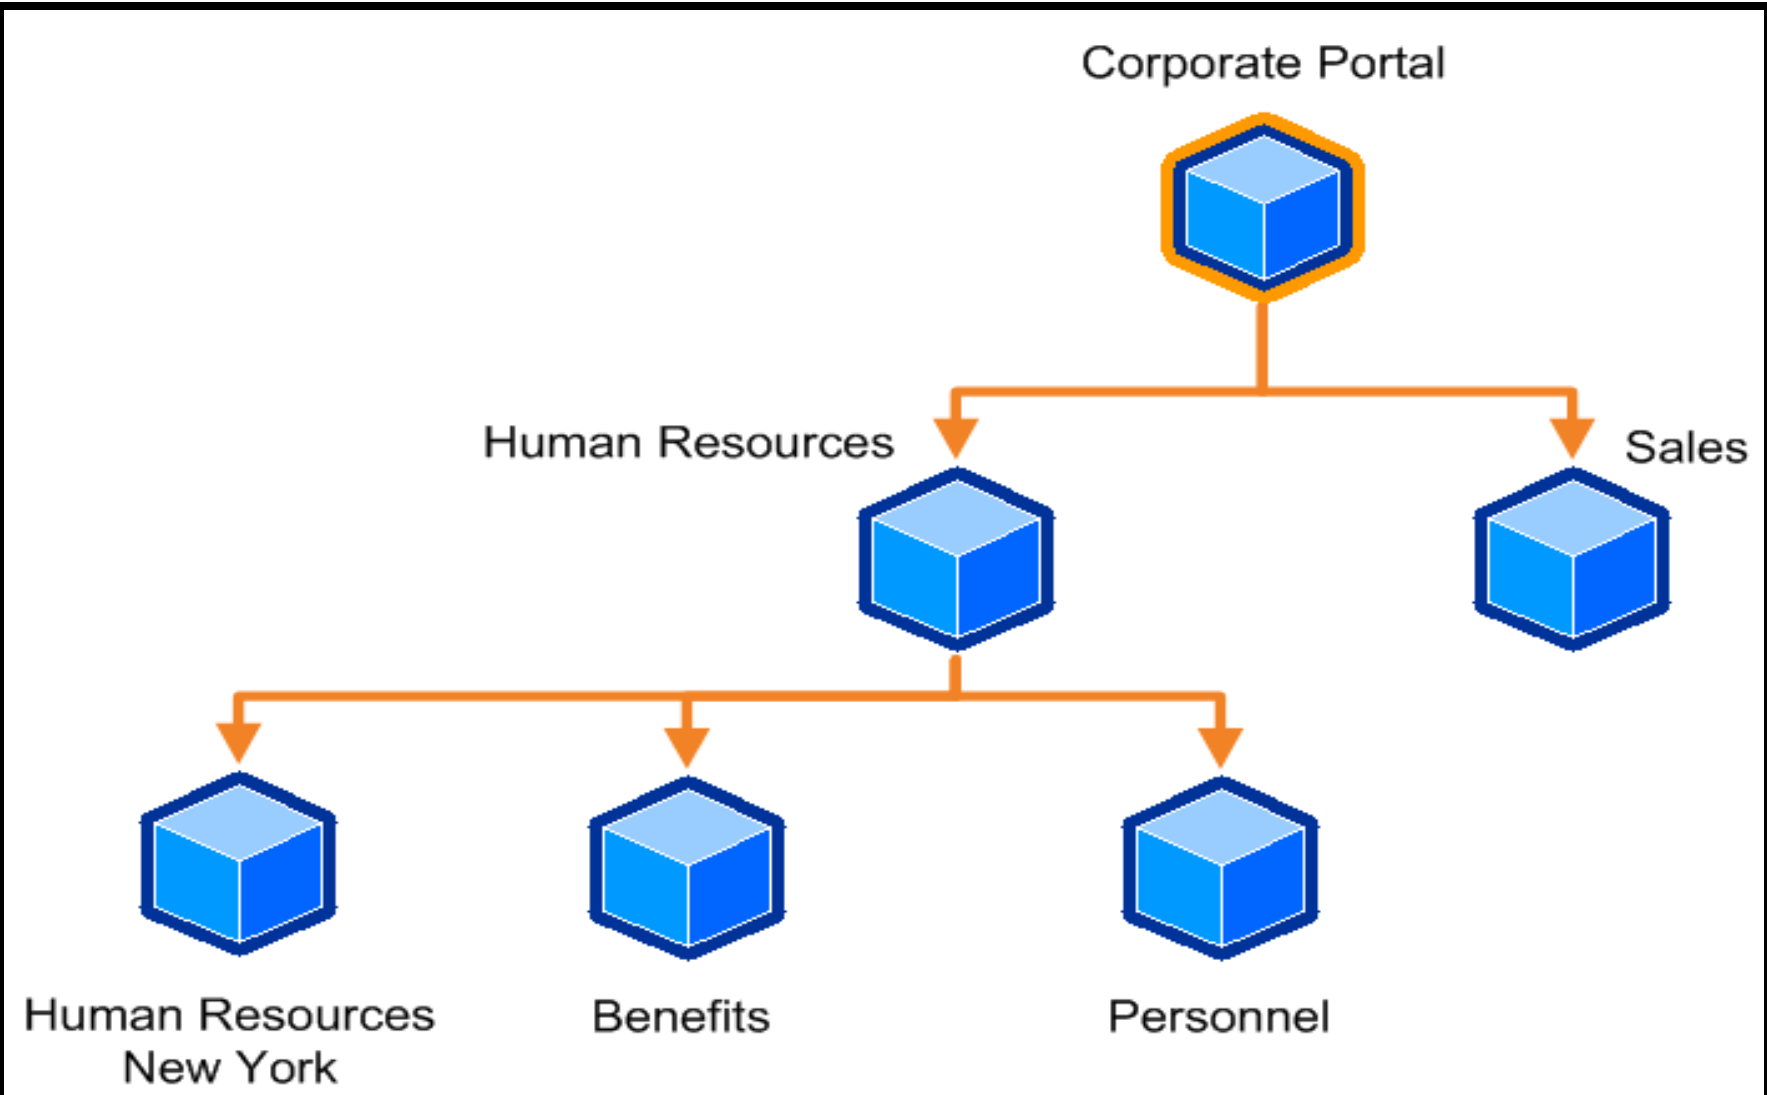 Corporate Portal
Human Resources
Sales
Human Resources
New York
Benefits
Personnel